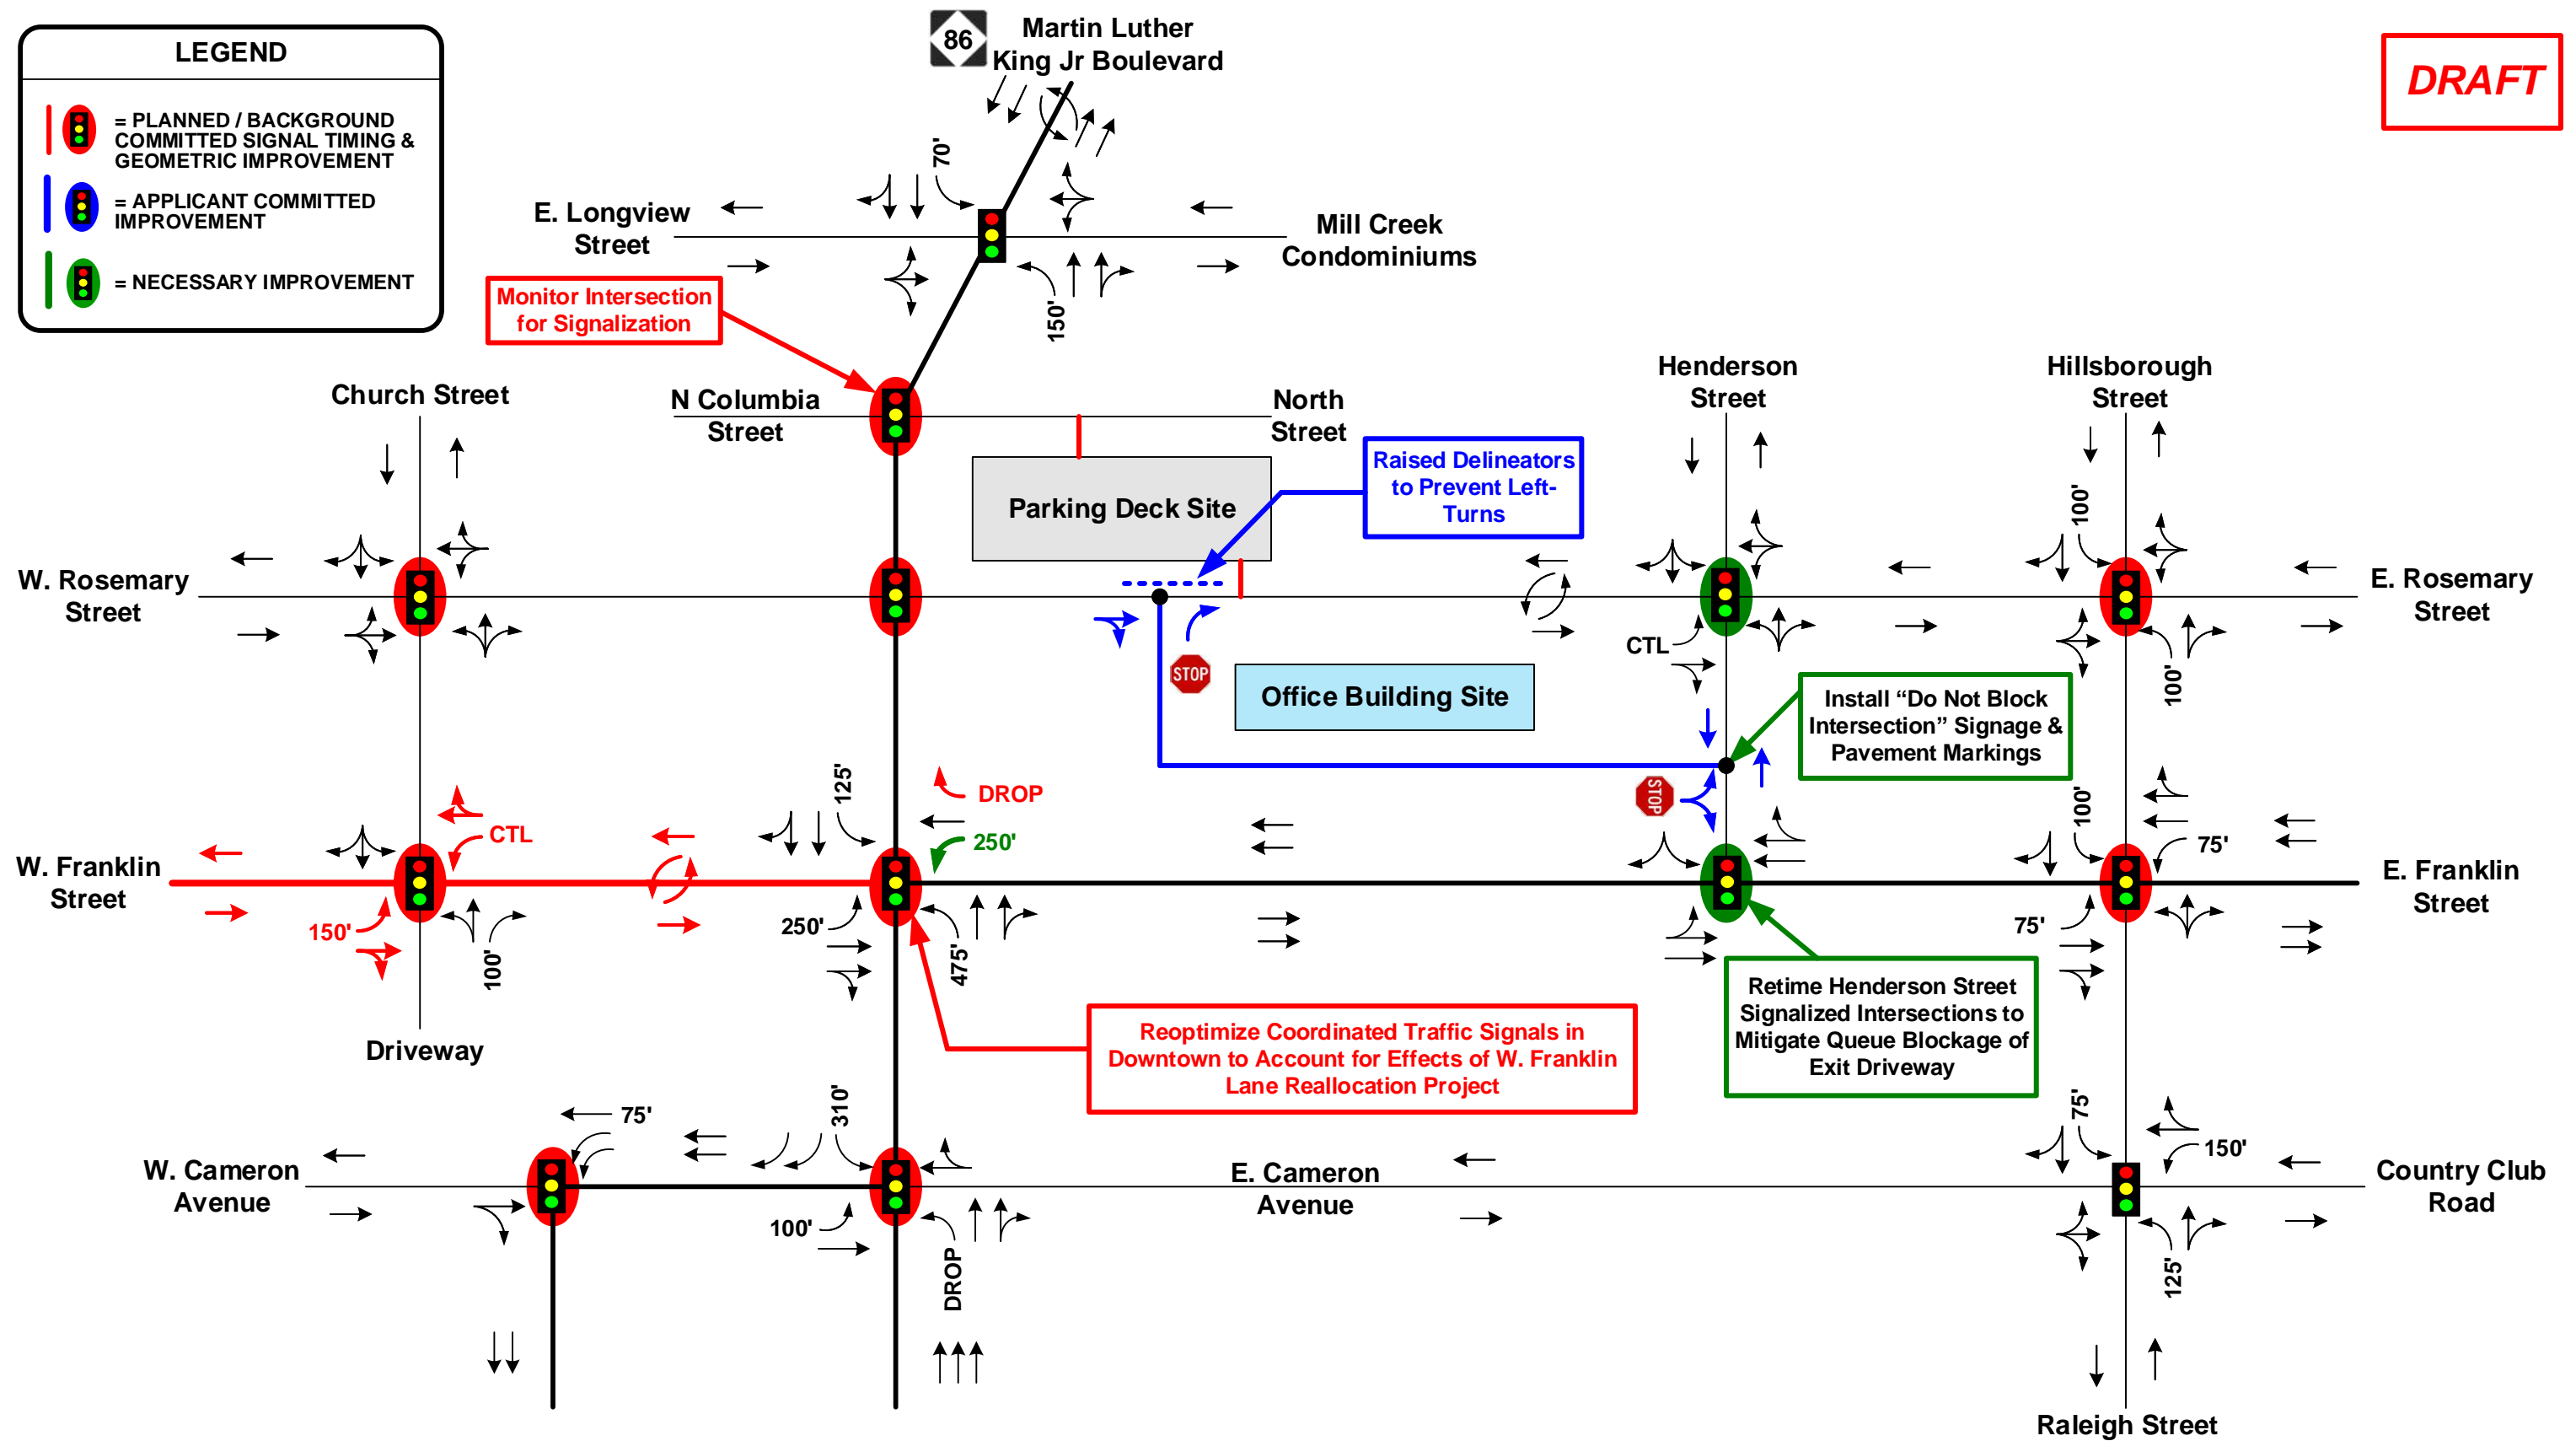 LEGEND
= PLANNED / BACKGROUND
COMMITTED SIGNAL TIMING &
GEOMETRIC IMPROVEMENT
= APPLICANT COMMITTED
IMPROVEMENT
= NECESSARY IMPROVEMENT
86
Martin Luther
King Jr Boulevard
DRAFT
70'
E. Longview
Street
Mill Creek
Condominiums
150'
Monitor Intersection
for Signalization
Church Street
N Columbia
Street
North
Street
Henderson
Street
Hillsborough
Street
Raised Delineators
to Prevent Left-
Turns
Parking Deck Site
100'
W. Rosemary
Street
E. Rosemary
Street
CTL
STOP
100'
Office Building Site
Install “Do Not Block
Intersection” Signage &
Pavement Markings
STOP
125'
DROP
250'
CTL
100'
75'
W. Franklin
Street
E. Franklin
Street
150'
100'
250'
475'
75'
Retime Henderson Street
Signalized Intersections to
Mitigate Queue Blockage of
Exit Driveway
Reoptimize Coordinated Traffic Signals in
Downtown to Account for Effects of W. Franklin
Lane Reallocation Project
Driveway
75'
310'
75'
150'
W. Cameron
Avenue
E. Cameron
Avenue
Country Club
Road
100'
DROP
125'
Raleigh Street